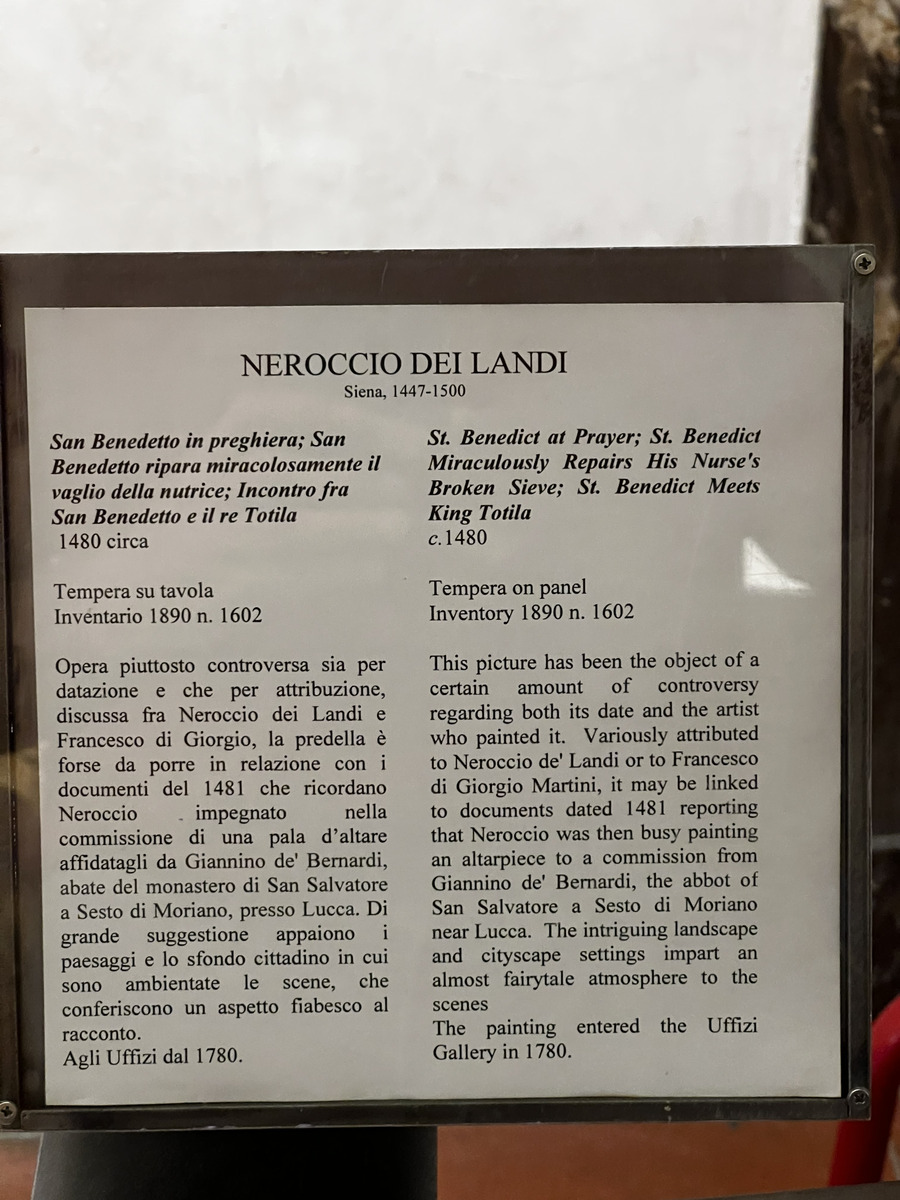 NEROCCIO DEI LANDI
Siena, 1447-1500
San Benedetto in preghiera; San
Benedetto ripara miracolosamente il
vaglio della nutrice; Incontro fra
San Benedetto e il re Totila
1480 circa
Tempera su tavola
Inventario 1890 n. 1602
Opera piuttosto controversa sia per
datazione e che per attribuzione,
discussa fra Neroccio dei Landi e
Francesco di Giorgio, la predella è
forse da porre in relazione con i
documenti del 1481 che ricordano
Neroccio impegnato nella
commissione di una pala d’altare
affidatagli da Giannino de' Bernardi,
abate del monastero di San Salvatore
a Sesto di Moriano, presso Lucca. Di
grande suggestione appaiono i
paesaggi e lo sfondo cittadino in cui
sono ambientate le scene, che
conferiscono un aspetto fiabesco al
racconto.
Agli Uffizi dal 1780.
St. Benedict at Prayer; St. Benedict
Miraculously Repairs His Nurse's
Broken Sieve; St. Benedict Meets
King Totila
c.1480
Tempera on panel
Inventory 1890 n. 1602
This picture has been the object of a
certain amount of controversy
regarding both its date and the artist
who painted it. Variously attributed
to Neroccio de' Landi or to Francesco
di Giorgio Martini, it may be linked
to documents dated 1481 reporting
that Neroccio was then busy painting
an altarpiece to a commission from
Giannino de' Bernardi, the abbot of
San Salvatore a Sesto di Moriano
near Lucca. The intriguing landscape
and cityscape settings impart an
almost fairytale atmosphere to the
scenes
The painting entered the Uffizi
Gallery in 1780.